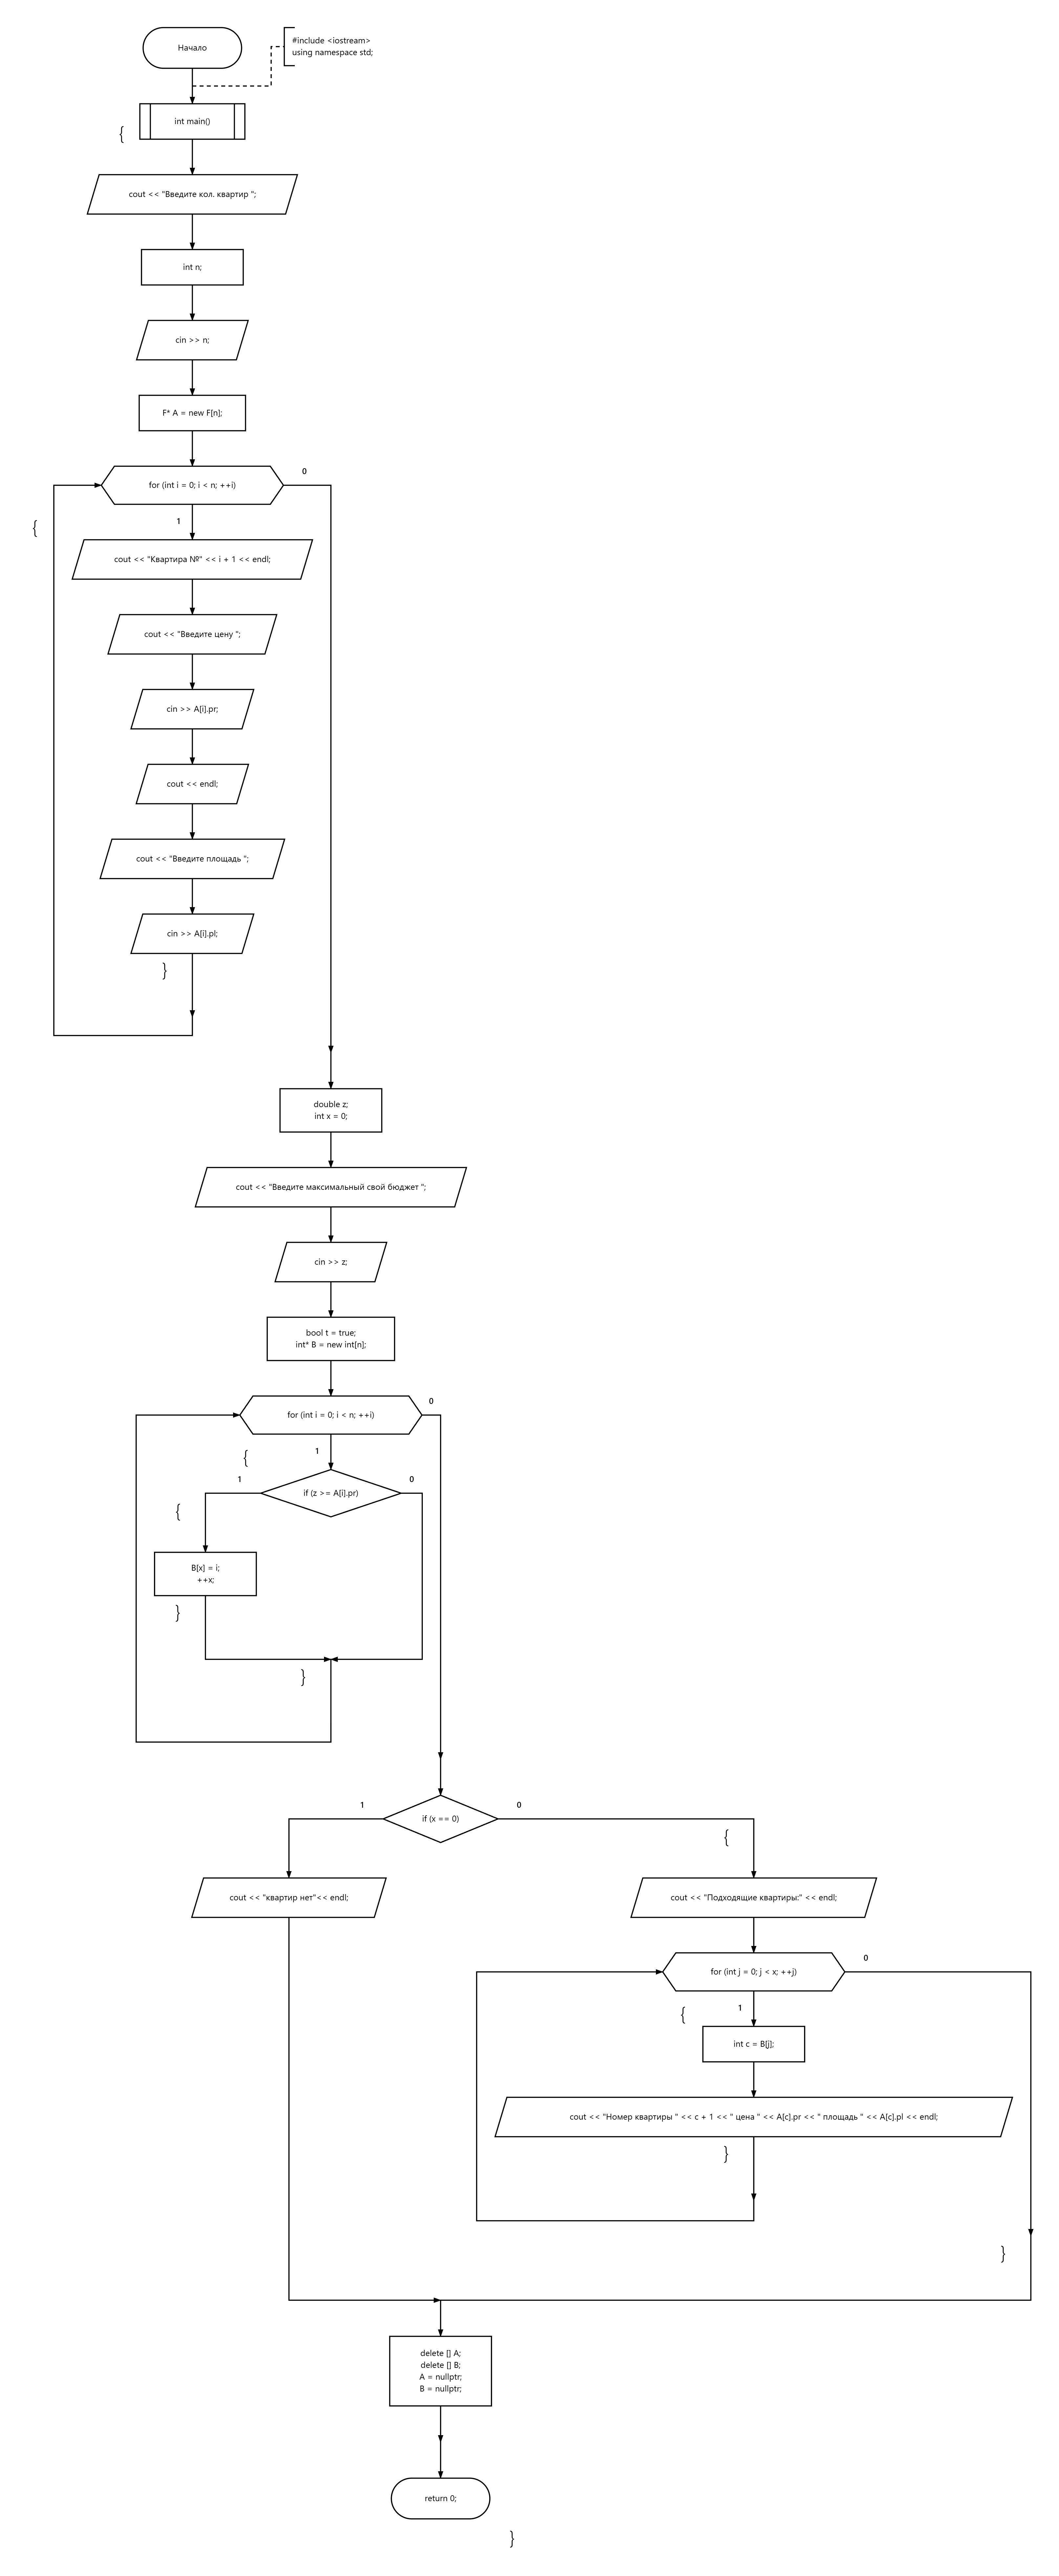 Начало
#include <iostream>
using namespace std;
int main()
{
cout << "Введите кол. квартир ";
int n;
cin >> n;
F* A = new F[n];
for (int i = 0; i < n; ++i)
0
1
{
cout << "Квартира №" << i + 1 << endl;
cout << "Введите цену ";
cin >> A[i].pr;
cout << endl;
cout << "Введите площадь ";
cin >> A[i].pl;
}
double z;
int x = 0;
cout << "Введите максимальный свой бюджет ";
cin >> z;
bool t = true;
int* B = new int[n];
for (int i = 0; i < n; ++i)
0
1
{
if (z >= A[i].pr)
1
0
{
B[x] = i;
++x;
}
}
if (x == 0)
1
0
{
cout << "квартир нет"<< endl;
cout << "Подходящие квартиры:" << endl;
for (int j = 0; j < x; ++j)
0
1
{
int c = B[j];
cout << "Номер квартиры " << c + 1 << " цена " << A[c].pr << " площадь " << A[c].pl << endl;
}
}
delete [] A;
delete [] B;
A = nullptr;
B = nullptr;
return 0;
}